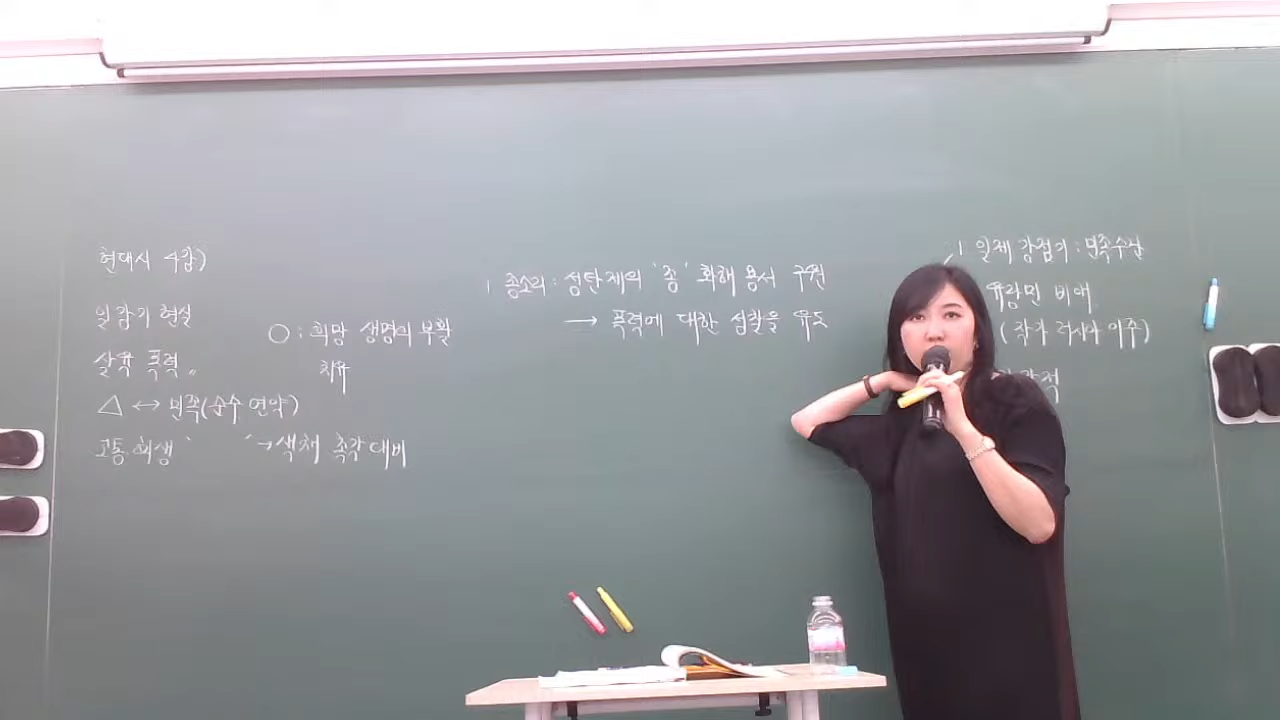 현대시 4강)
일강기 현실
살육 폭력 〃
△ ↔ 민족(순수 연약)
고통 희생 → 색채 촉각 대비
○: 희망 생명의 부활
치유
1 종소리: 성탄제의 '종' 화해 용서 구원
→ 폭력에 대한 성찰을 유도
1 일제 강점기: 민족수난
유랑민 비애
(작가 러시아 이주)